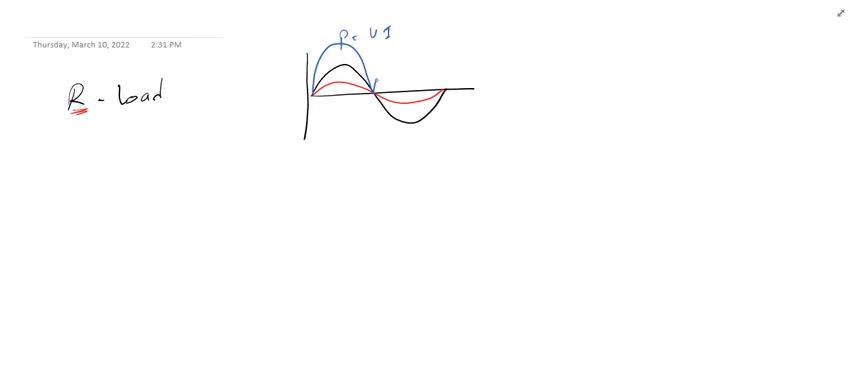 P = U I
Thursday, March 10, 2022 2:31 PM
R - Load